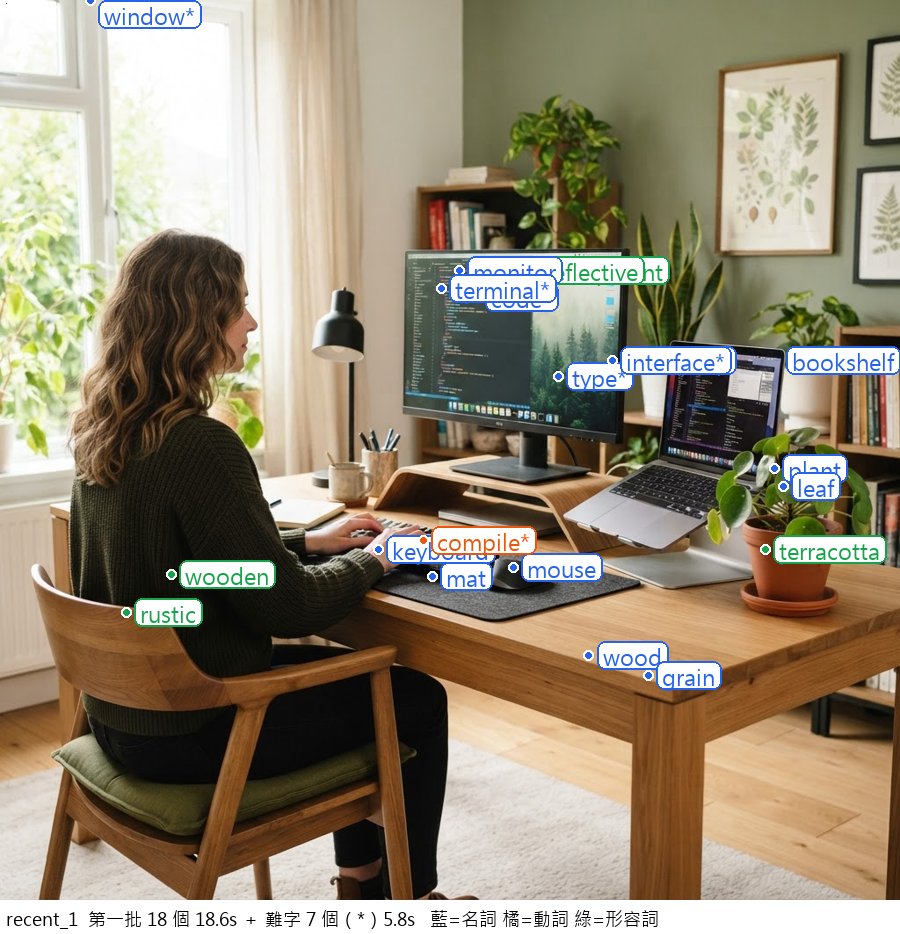 window*
monitor
flective
ht
terminal*
code
interface*
bookshelf
type*
plant
leaf
keyboard
compile*
terracotta
mat
mouse
wooden
rustic
wood
grain
recent_1 第一批 18 個 18.6s + 難字 7 個 ( * ) 5.8s 藍=名詞 橘=動詞 綠=形容詞